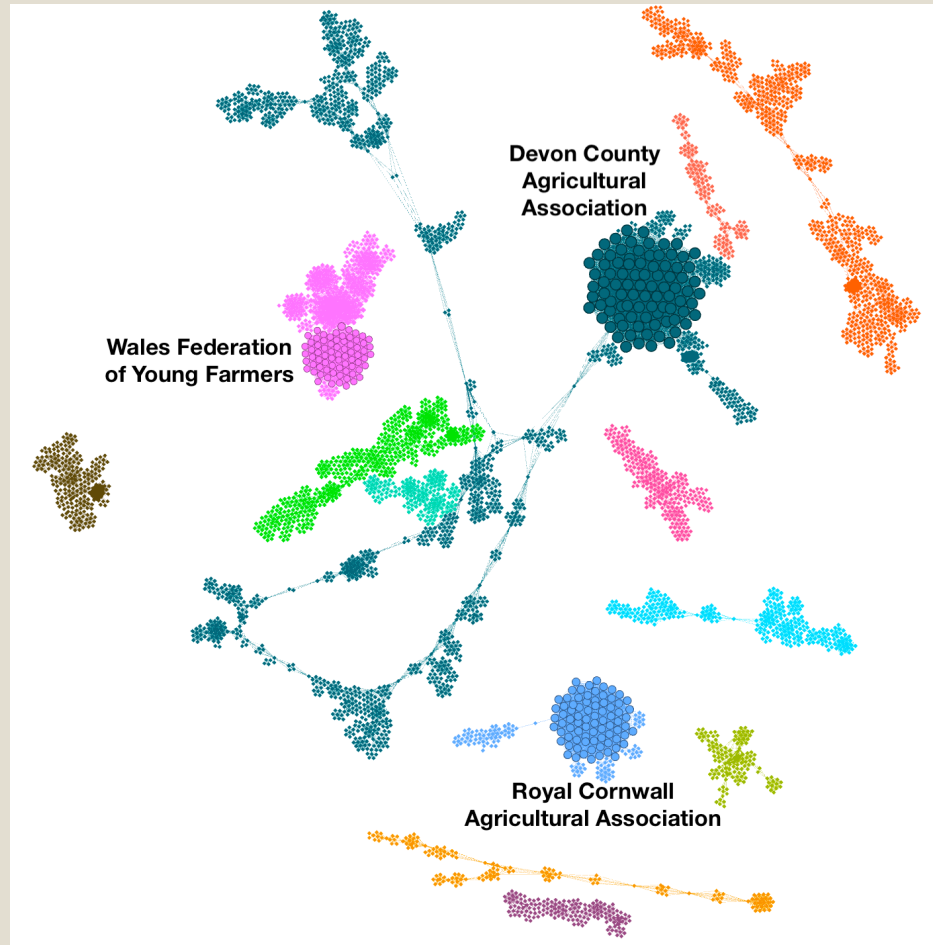 Devon County
Agricultural
Association
Wales Federation
of Young Farmers
Royal Cornwall
Agricultural Association